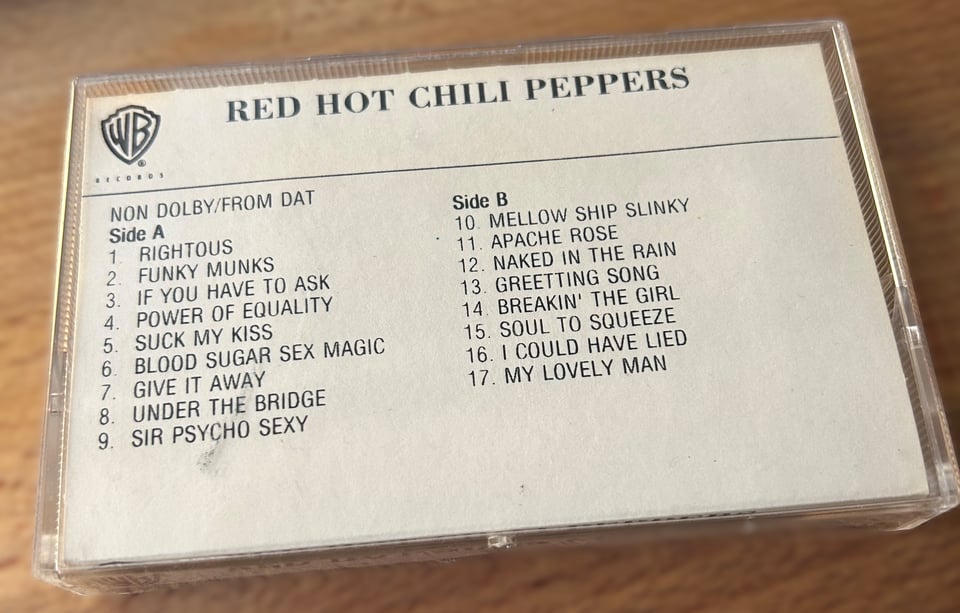 RED HOT CHILI PEPPERS
WB
®
RECORDS
NON DOLBY/FROM DAT
Side A
1. RIGHTOUS
2. FUNKY MUNKS
3. IF YOU HAVE TO ASK
4. POWER OF EQUALITY
5. SUCK MY KISS
6. BLOOD SUGAR SEX MAGIC
7. GIVE IT AWAY
8. UNDER THE BRIDGE
9. SIR PSYCHO SEXY
Side B
10. MELLOW SHIP SLINKY
11. APACHE ROSE
12. NAKED IN THE RAIN
13. GREETTING SONG
14. BREAKIN' THE GIRL
15. SOUL TO SQUEEZE
16. I COULD HAVE LIED
17. MY LOVELY MAN